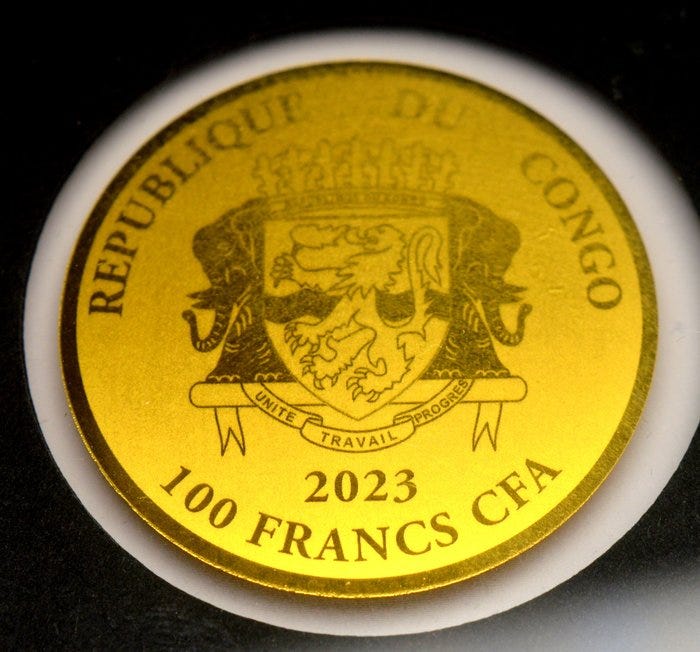 REPUBLIQUE DU CONGO
UNITE TRAVAIL PROGRES
2023
100 FRANCS CFA